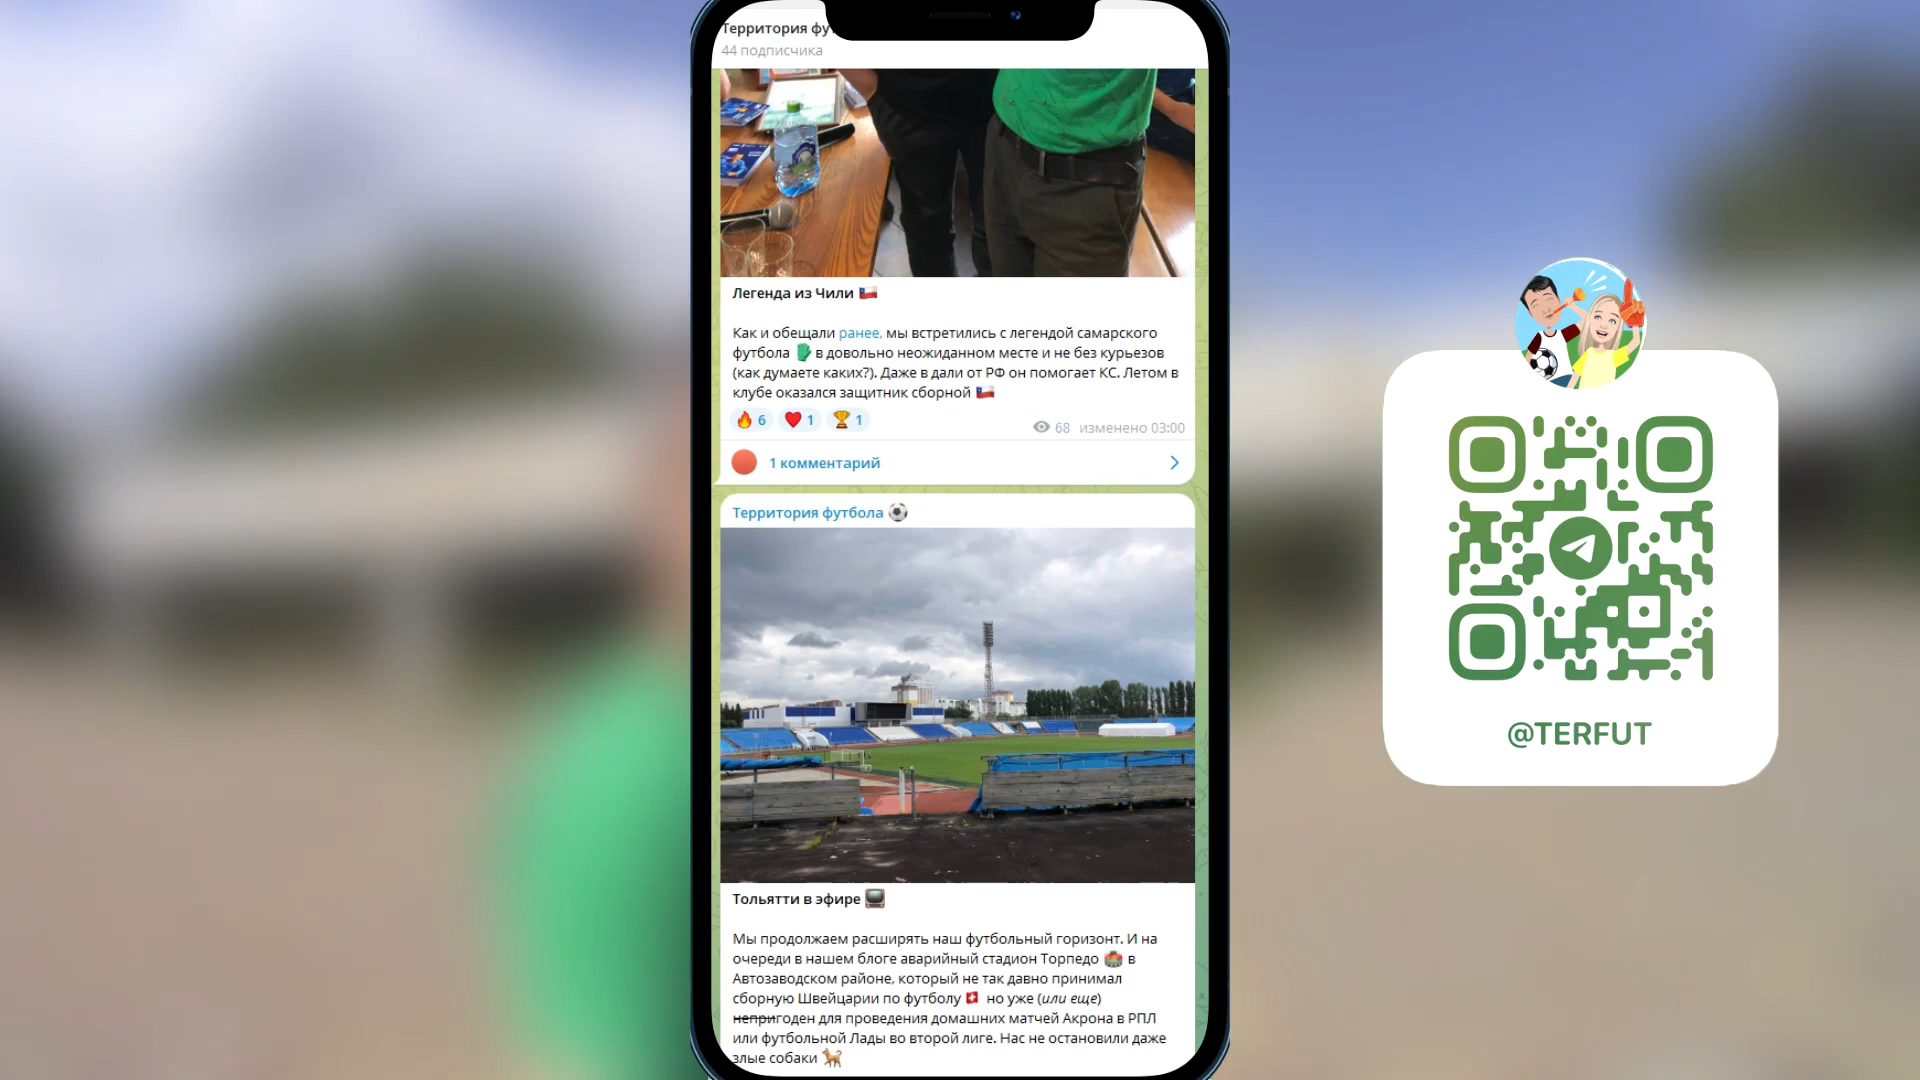 Территория фу
44 подписчика
Легенда из Чили 🇨🇱
Как и обещали ранее, мы встретились с легендой самарского
футбола 🧤 в довольно неожиданном месте и не без курьезов
(как думаете каких?). Даже в дали от РФ он помогает КС. Летом в
клубе оказался защитник сборной 🇨🇱
🔥 6 ❤️ 1 🏆 1
68 изменено 03:00
1 комментарий
Территория футбола ⚽
Тольятти в эфире 📺
Мы продолжаем расширять наш футбольный горизонт. И на
очереди в нашем блоге аварийный стадион Торпедо 🏟 в
Автозаводском районе, который не так давно принимал
сборную Швейцарии по футболу 🇨🇭 но уже (или еще)
непригоден для проведения домашних матчей Акрона в РПЛ
или футбольной Лады во второй лиге. Нас не остановили даже
злые собаки 🐕
@TERFUT